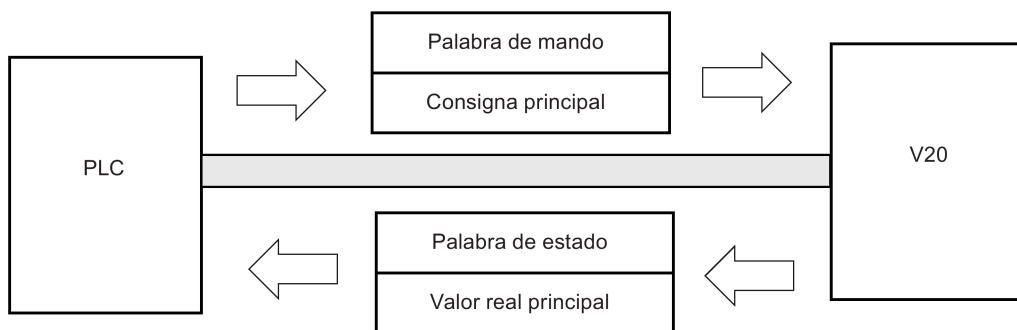 Palabra de mando
Consigna principal
PLC
V20
Palabra de estado
Valor real principal